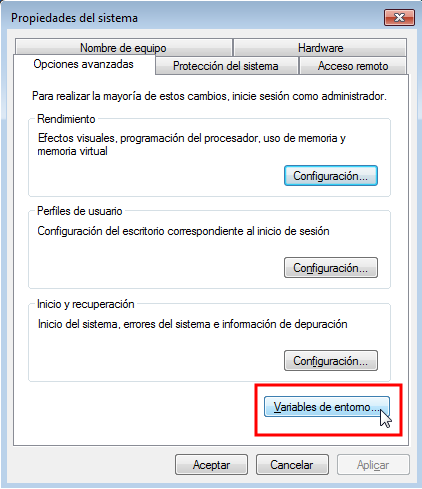 Propiedades del sistema
Nombre de equipo
Hardware
Opciones avanzadas
Protección del sistema
Acceso remoto
Para realizar la mayoría de estos cambios, inicie sesión como administrador.
Rendimiento
Efectos visuales, programación del procesador, uso de memoria y
memoria virtual
Configuración...
Perfiles de usuario
Configuración del escritorio correspondiente al inicio de sesión
Configuración...
Inicio y recuperación
Inicio del sistema, errores del sistema e información de depuración
Configuración...
Variables de entorno...
Aceptar
Cancelar
Aplicar